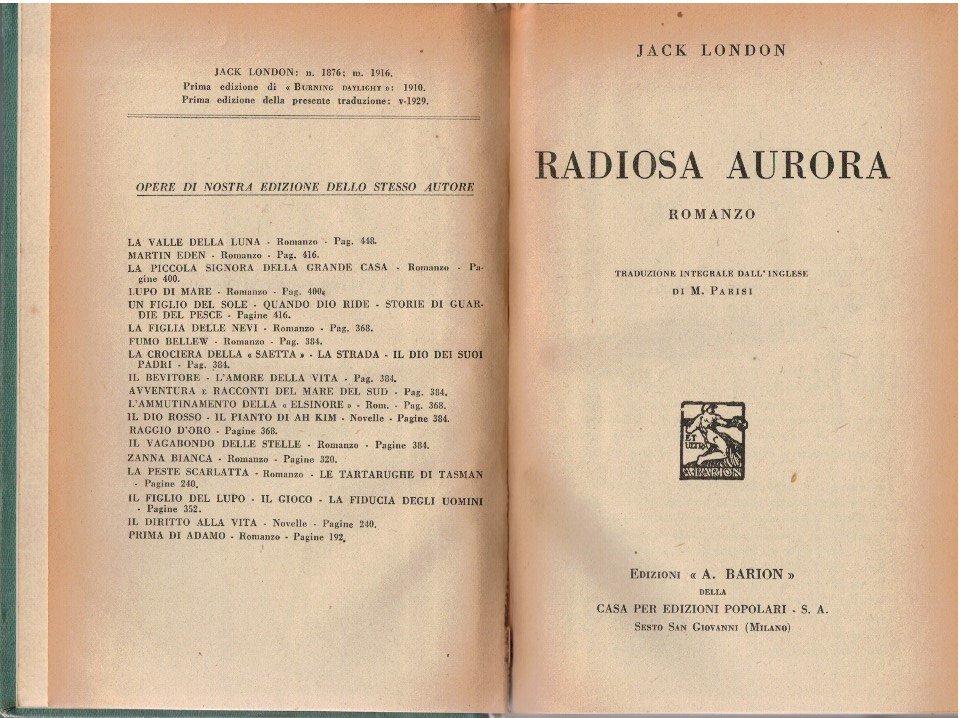 JACK LONDON: n. 1876; m. 1916.
Prima edizione di « BURNING DAYLIGHT »: 1910.
Prima edizione della presente traduzione: v-1929.
OPERE DI NOSTRA EDIZIONE DELLO STESSO AUTORE
LA VALLE DELLA LUNA - Romanzo - Pag. 448.
MARTIN EDEN - Romanzo - Pag. 416.
LA PICCOLA SIGNORA DELLA GRANDE CASA - Romanzo - Pa-
gine 400.
LUPO DI MARE - Romanzo - Pag. 400.
UN FIGLIO DEL SOLE - QUANDO DIO RIDE - STORIE DI GUAR-
DIE DEL PESCE - Pagine 416.
LA FIGLIA DELLE NEVI - Romanzo - Pag. 368.
FUMO BELLEW - Romanzo - Pag. 384.
LA CROCIERA DELLA « SAETTA » - LA STRADA - IL DIO DEI SUOI
PADRI - Pag. 384.
IL BEVITORE - L'AMORE DELLA VITA - Pag. 384.
AVVENTURA E RACCONTI DEL MARE DEL SUD - Pag. 384.
L'AMMUTINAMENTO DELLA « ELSINORE » - Rom. - Pag. 368.
IL DIO ROSSO - IL PIANTO DI AH KIM - Novelle - Pagine 384.
RAGGIO D'ORO - Pagine 368.
IL VAGABONDO DELLE STELLE - Romanzo - Pagine 384.
ZANNA BIANCA - Romanzo - Pagine 320.
LA PESTE SCARLATTA - Romanzo - LE TARTARUGHE DI TASMAN
- Pagine 240.
IL FIGLIO DEL LUPO - IL GIOCO - LA FIDUCIA DEGLI UOMINI
- Pagine 352.
IL DIRITTO ALLA VITA - Novelle - Pagine 240.
PRIMA DI ADAMO - Romanzo - Pagine 192.
JACK LONDON
RADIOSA AURORA
ROMANZO
TRADUZIONE INTEGRALE DALL'INGLESE
DI M. PARISI
ET
ULTRA
A. BARION
EDIZIONI « A. BARION »
DELLA
CASA PER EDIZIONI POPOLARI - S. A.
SESTO SAN GIOVANNI (MILANO)